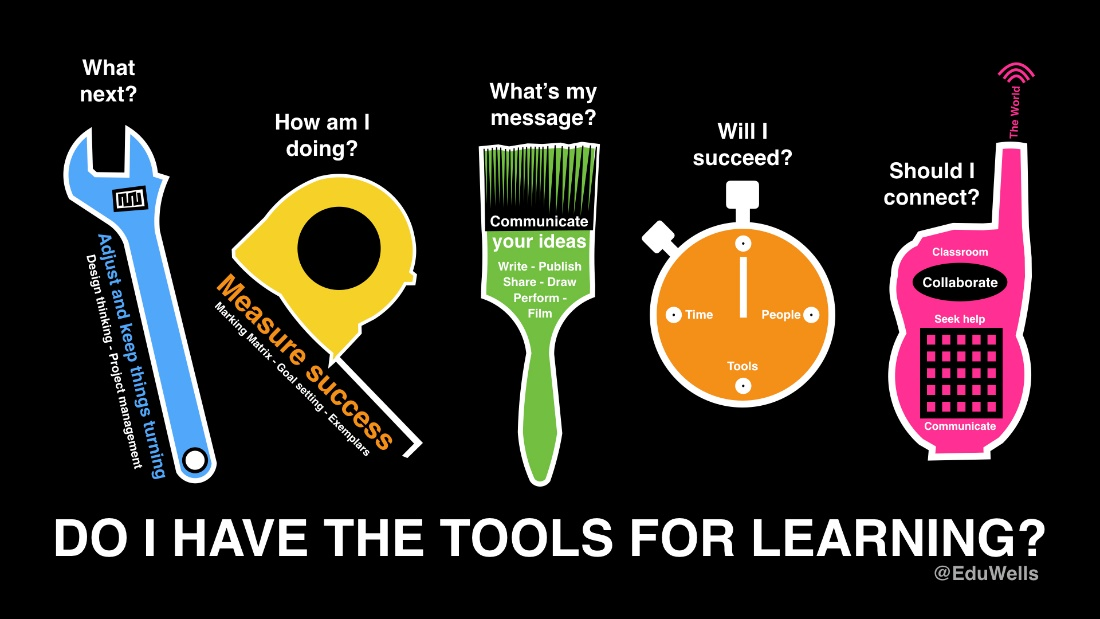 What
next?
Adjust and keep things turning
Design thinking - Project management
How am I
doing?
Measure success
Marking Matrix - Goal setting - Exemplars
What's my
message?
Communicate
your ideas
Write - Publish
Share - Draw
Perform -
Film
Will I
succeed?
Time
People
Tools
Should I
connect?
The World
Classroom
Collaborate
Seek help
Communicate
DO I HAVE THE TOOLS FOR LEARNING?
@EduWells